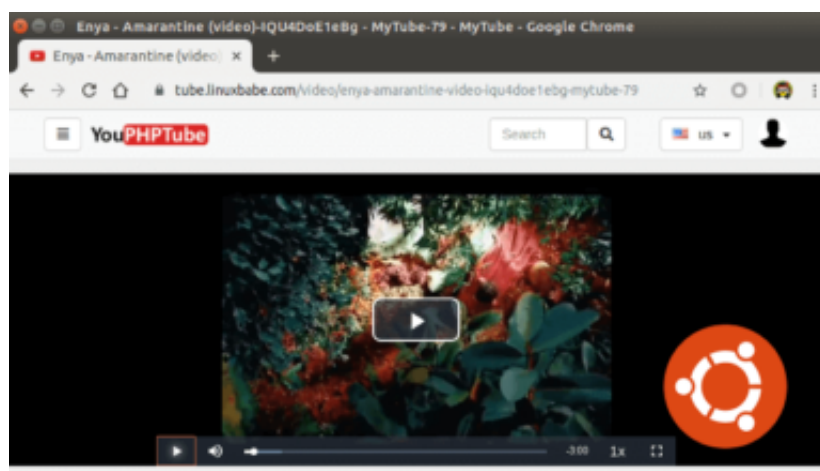 Enya - Amarantine (video)-IQU4DoE1eBg - MyTube-79 - MyTube - Google Chrome
Enya - Amarantine (video)
tube.linuxbabe.com/video/enya-amarantine-video-iqu4doe1ebg-mytube-79
YouPHPTube
Search
us
-3:00 1x